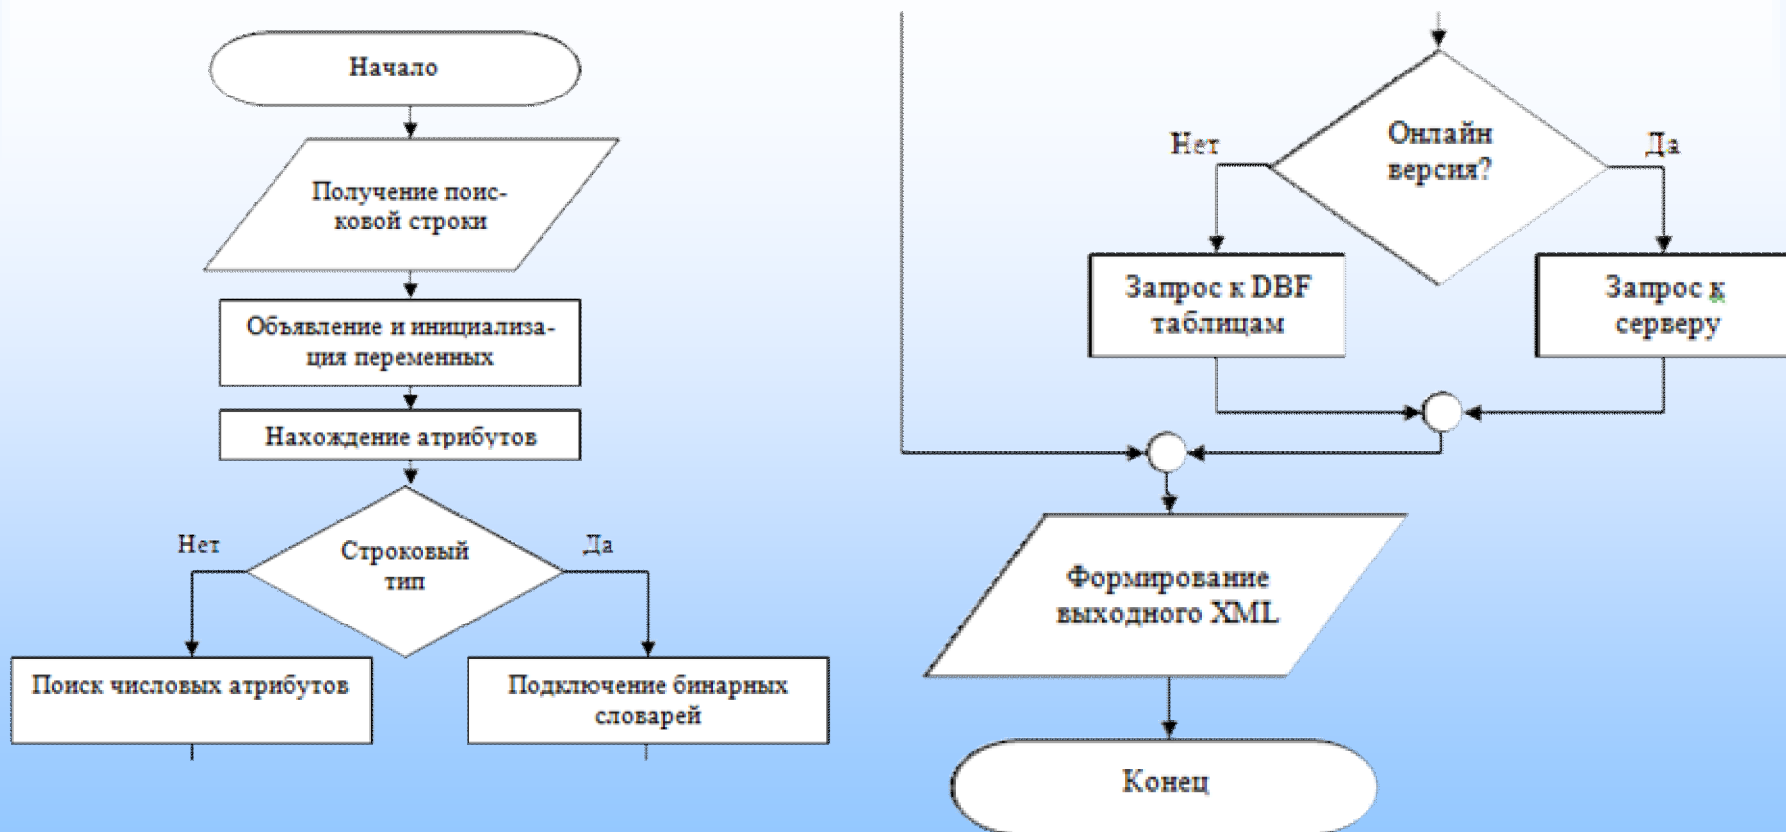 Начало
Получение поис-
ковой строки
Объявление и инициализа-
ция переменных
Нахождение атрибутов
Нет
Строковый
тип
Да
Поиск числовых атрибутов
Подключение бинарных
словарей
Нет
Онлайн
версия?
Да
Запрос к DBF
таблицам
Запрос к
серверу
Формирование
выходного XML
Конец